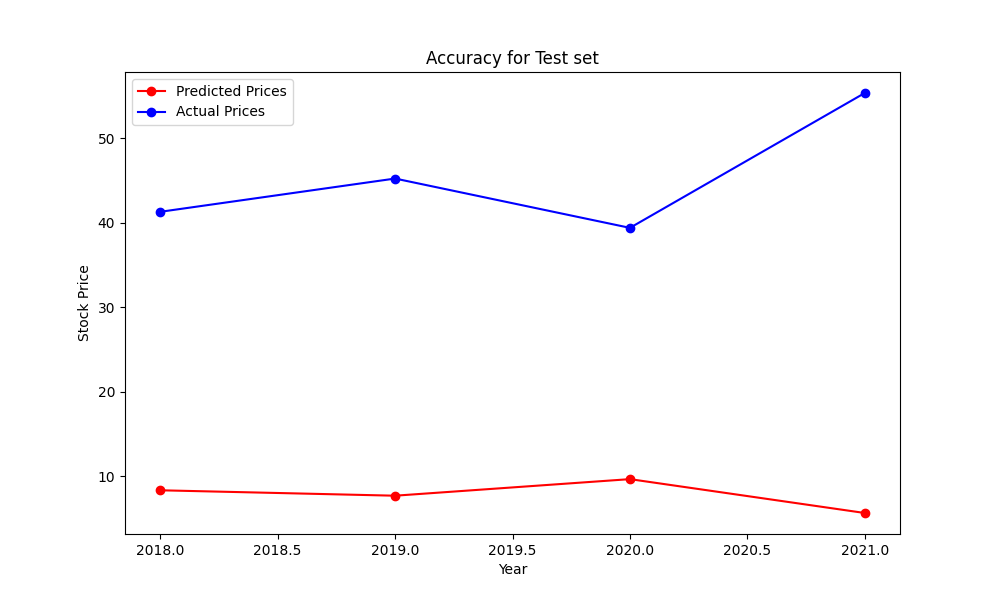 Accuracy for Test set
Predicted Prices
Actual Prices
Stock Price
50
40
30
20
10
2018.0 2018.5 2019.0 2019.5 2020.0 2020.5 2021.0
Year